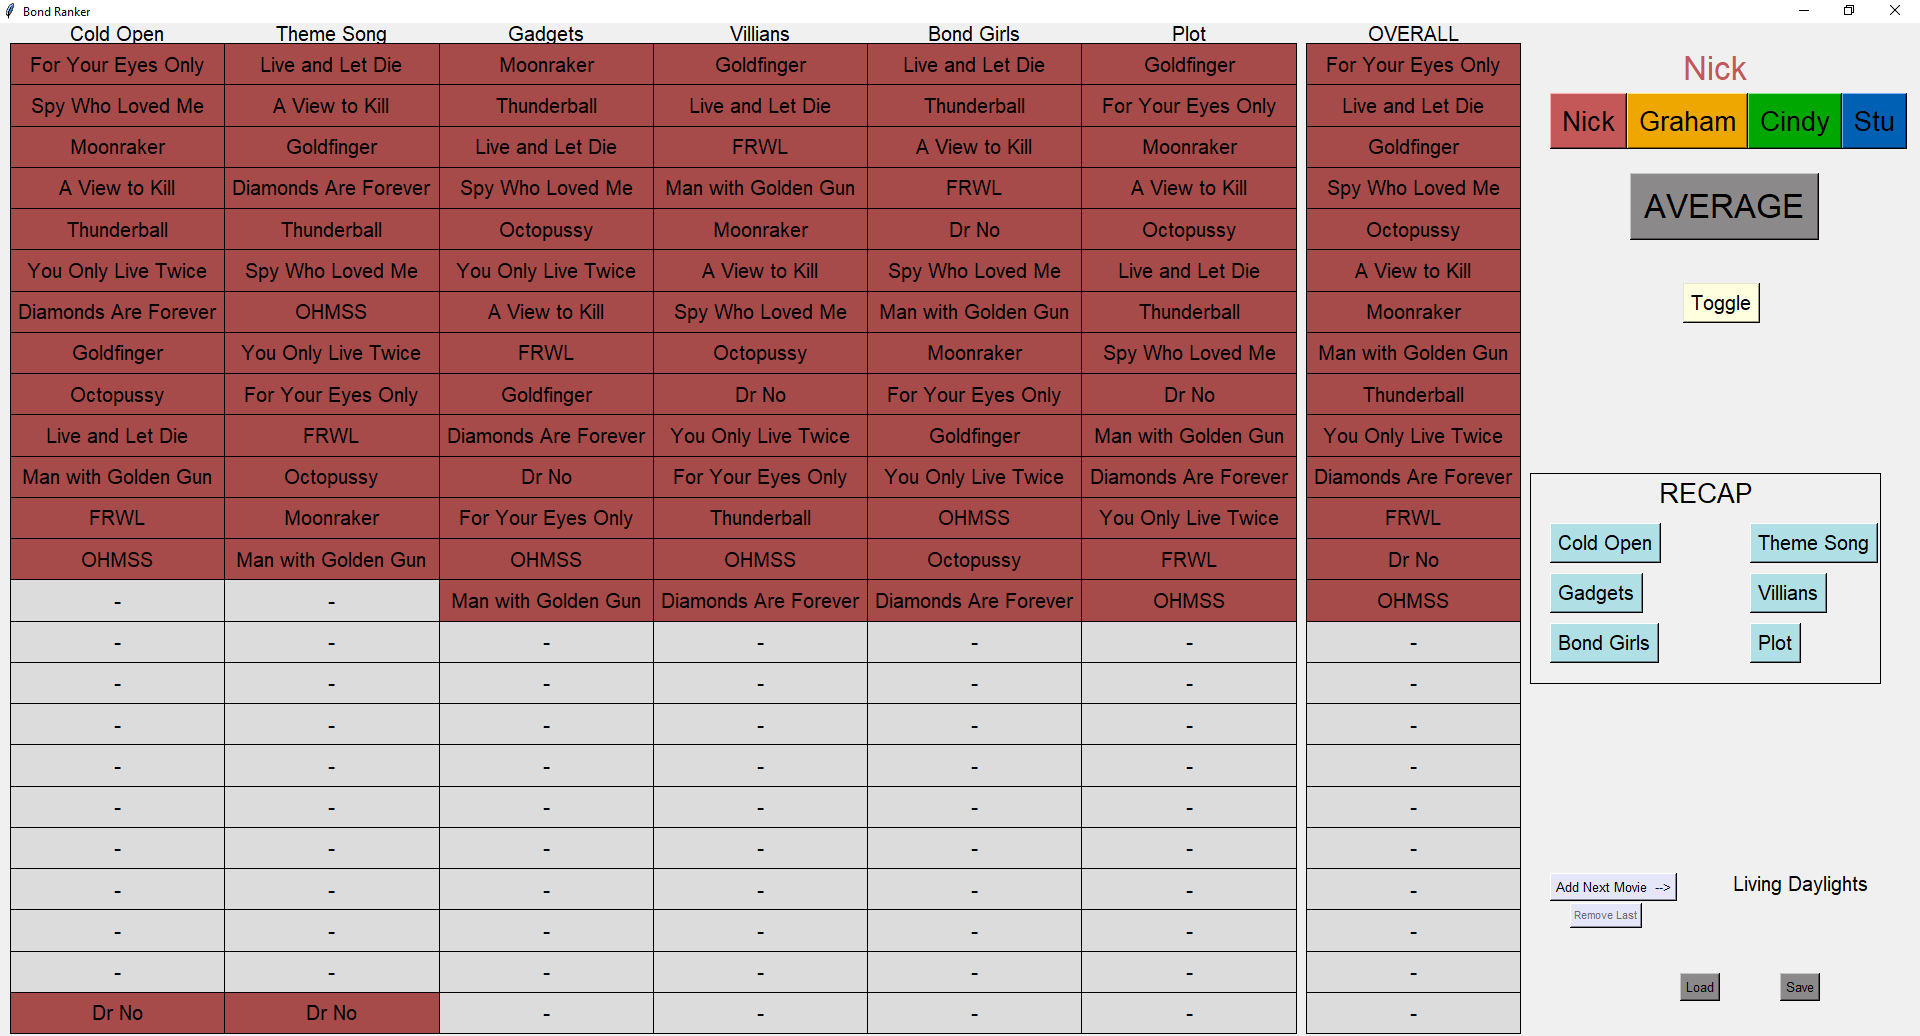 Bond Ranker
Cold Open Theme Song Gadgets Villians Bond Girls Plot OVERALL
For Your Eyes Only Live and Let Die Moonraker Goldfinger Live and Let Die Goldfinger For Your Eyes Only
Spy Who Loved Me A View to Kill Thunderball Live and Let Die Thunderball For Your Eyes Only Live and Let Die
Moonraker Goldfinger Live and Let Die FRWL A View to Kill Moonraker Goldfinger
A View to Kill Diamonds Are Forever Spy Who Loved Me Man with Golden Gun FRWL A View to Kill Spy Who Loved Me
Thunderball Thunderball Octopussy Moonraker Dr No Octopussy Octopussy
You Only Live Twice Spy Who Loved Me You Only Live Twice A View to Kill Spy Who Loved Me Live and Let Die A View to Kill
Diamonds Are Forever OHMSS A View to Kill Spy Who Loved Me Man with Golden Gun Thunderball Moonraker
Goldfinger You Only Live Twice FRWL Octopussy Moonraker Spy Who Loved Me Man with Golden Gun
Octopussy For Your Eyes Only Goldfinger Dr No For Your Eyes Only Dr No Thunderball
Live and Let Die FRWL Diamonds Are Forever You Only Live Twice Goldfinger Man with Golden Gun You Only Live Twice
Man with Golden Gun Octopussy Dr No For Your Eyes Only You Only Live Twice Diamonds Are Forever Diamonds Are Forever
FRWL Moonraker For Your Eyes Only Thunderball OHMSS You Only Live Twice FRWL
OHMSS Man with Golden Gun OHMSS OHMSS Octopussy FRWL Dr No
- - Man with Golden Gun Diamonds Are Forever Diamonds Are Forever OHMSS OHMSS
- - - - - - -
- - - - - - -
- - - - - - -
- - - - - - -
- - - - - - -
- - - - - - -
- - - - - - -
- - - - - - -
- - - - - - -
Dr No Dr No - - - - -
Nick
Nick Graham Cindy Stu
AVERAGE
Toggle
RECAP
Cold Open Theme Song
Gadgets Villians
Bond Girls Plot
Add Next Movie --> Living Daylights
Remove Last
Load Save